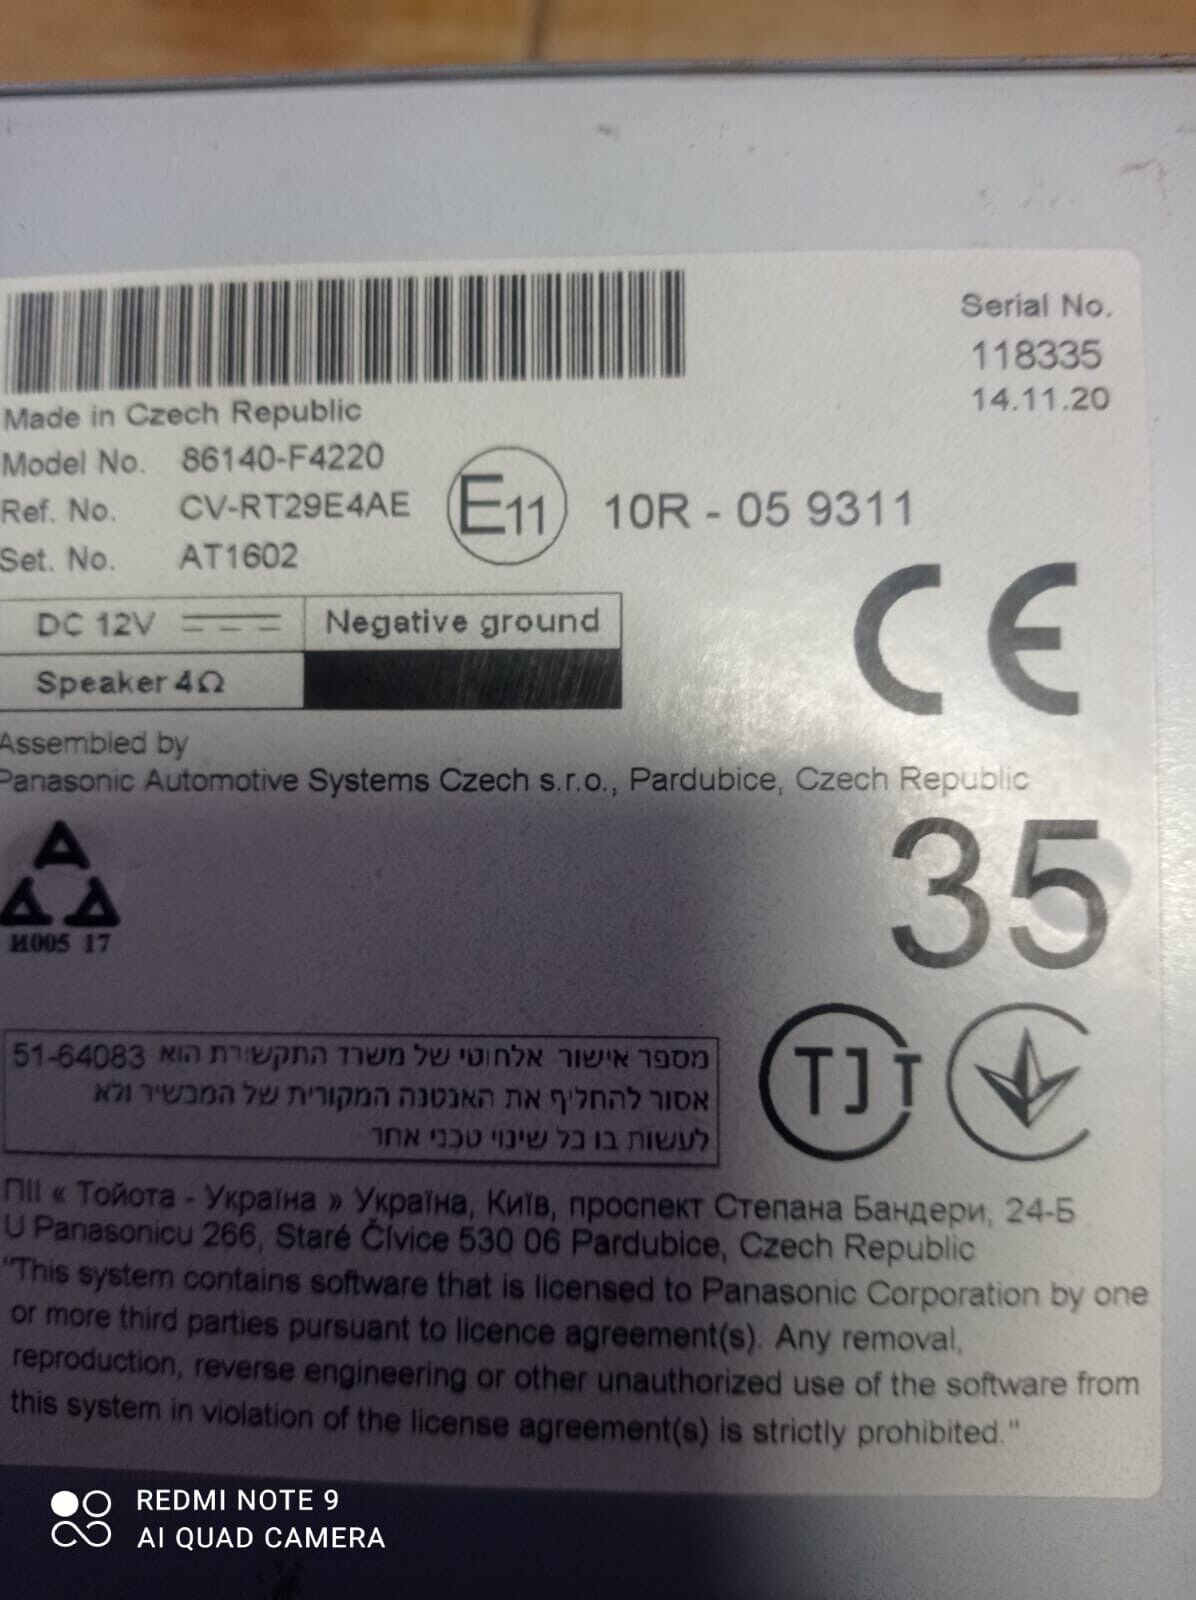 Serial No.
118335
14.11.20
Made in Czech Republic
Model No. 86140-F4220
Ref. No. CV-RT29E4AE
Set. No. AT1602
E11 10R - 05 9311
DC 12V Negative ground
Speaker 4Ω
CE
Assembled by
Panasonic Automotive Systems Czech s.r.o., Pardubice, Czech Republic
35
И005 17
מספר אישור אלחוטי של משרד התקשורת הוא 51-64083
אסור להחליף את האנטנה המקורית של המכשיר ולא
לעשות בו כל שינוי טכני אחר
ПІІ « Тойота - Україна » Україна, Київ, проспект Степана Бандери, 24-Б
U Panasonicu 266, Staré Čívice 530 06 Pardubice, Czech Republic
"This system contains software that is licensed to Panasonic Corporation by one
or more third parties pursuant to licence agreement(s). Any removal,
reproduction, reverse engineering or other unauthorized use of the software from
this system in violation of the license agreement(s) is strictly prohibited."
REDMI NOTE 9
AI QUAD CAMERA